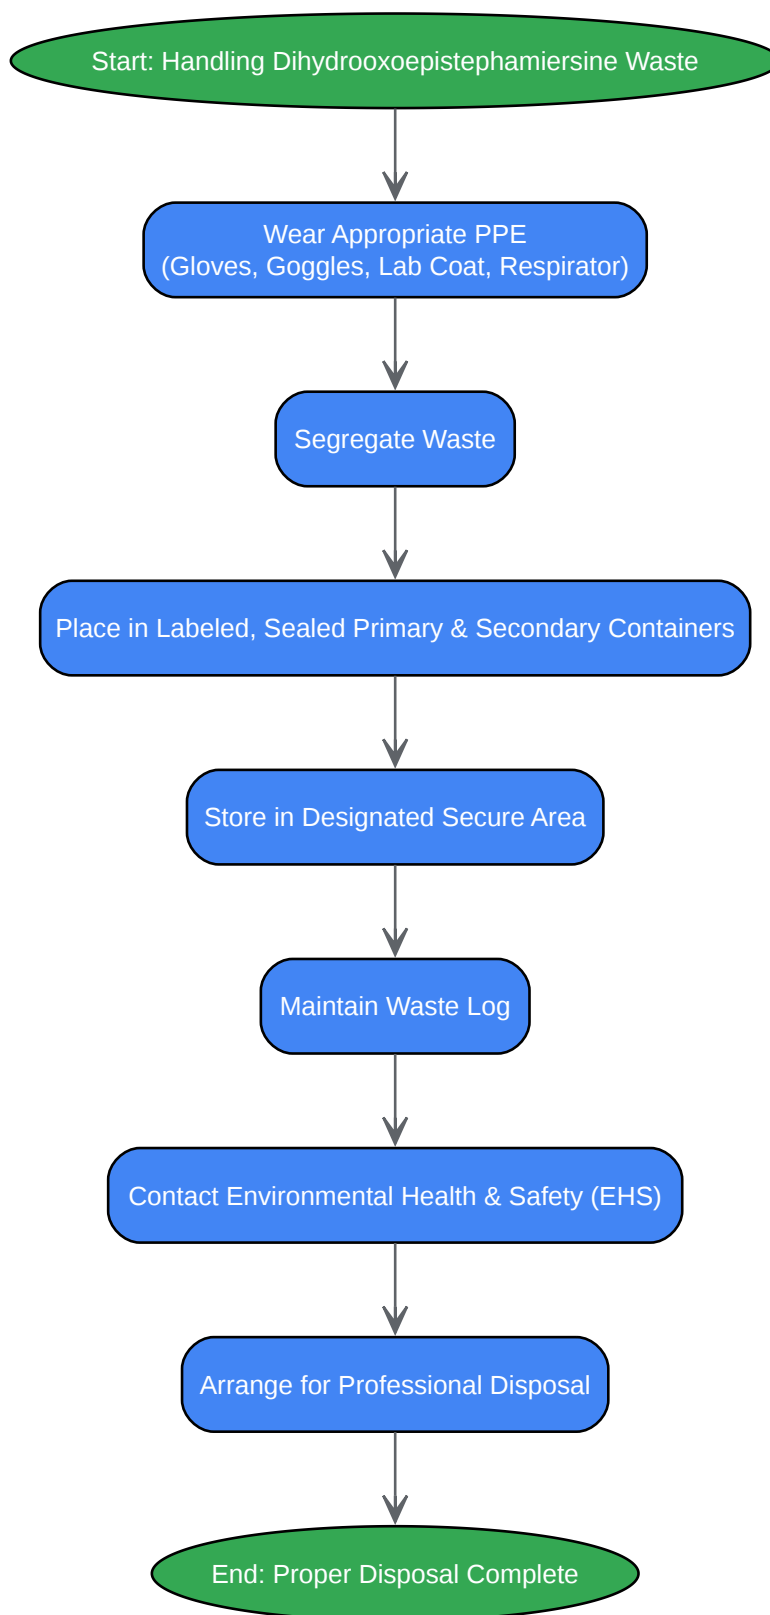 Start: Handling Dihydrooxoepistephamiersine Waste
Wear Appropriate PPE
(Gloves, Goggles, Lab Coat, Respirator)
Segregate Waste
Place in Labeled, Sealed Primary & Secondary Containers
Store in Designated Secure Area
Maintain Waste Log
Contact Environmental Health & Safety (EHS)
Arrange for Professional Disposal
End: Proper Disposal Complete